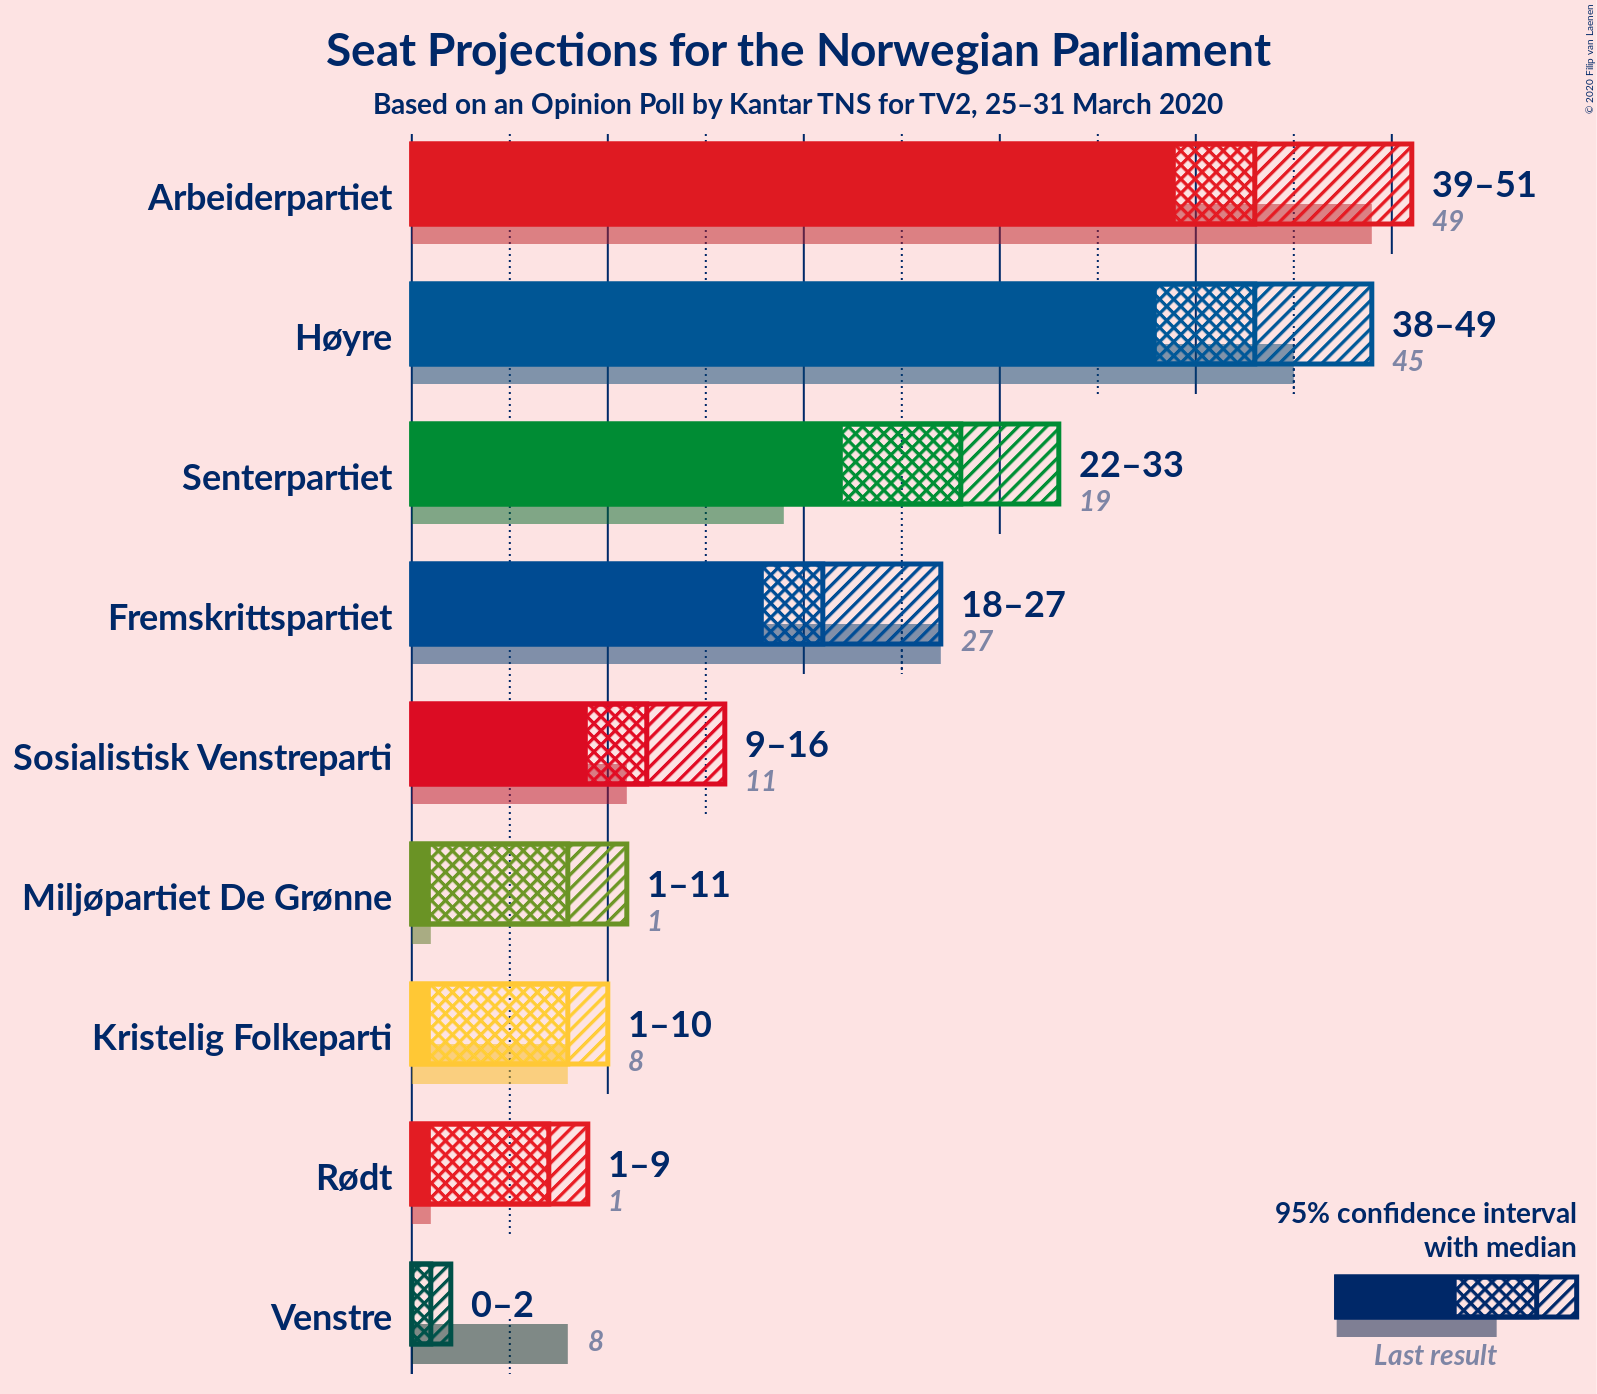 © 2020 Filip van Laenen
Seat Projections for the Norwegian Parliament
Based on an Opinion Poll by Kantar TNS for TV2, 25–31 March 2020
Arbeiderpartiet
39–51
49
Høyre
38–49
45
Senterpartiet
22–33
19
Fremskrittspartiet
18–27
27
Sosialistisk Venstreparti
9–16
11
Miljøpartiet De Grønne
1–11
1
Kristelig Folkeparti
1–10
8
Rødt
1–9
1
Venstre
0–2
8
95% confidence interval
with median
Last result